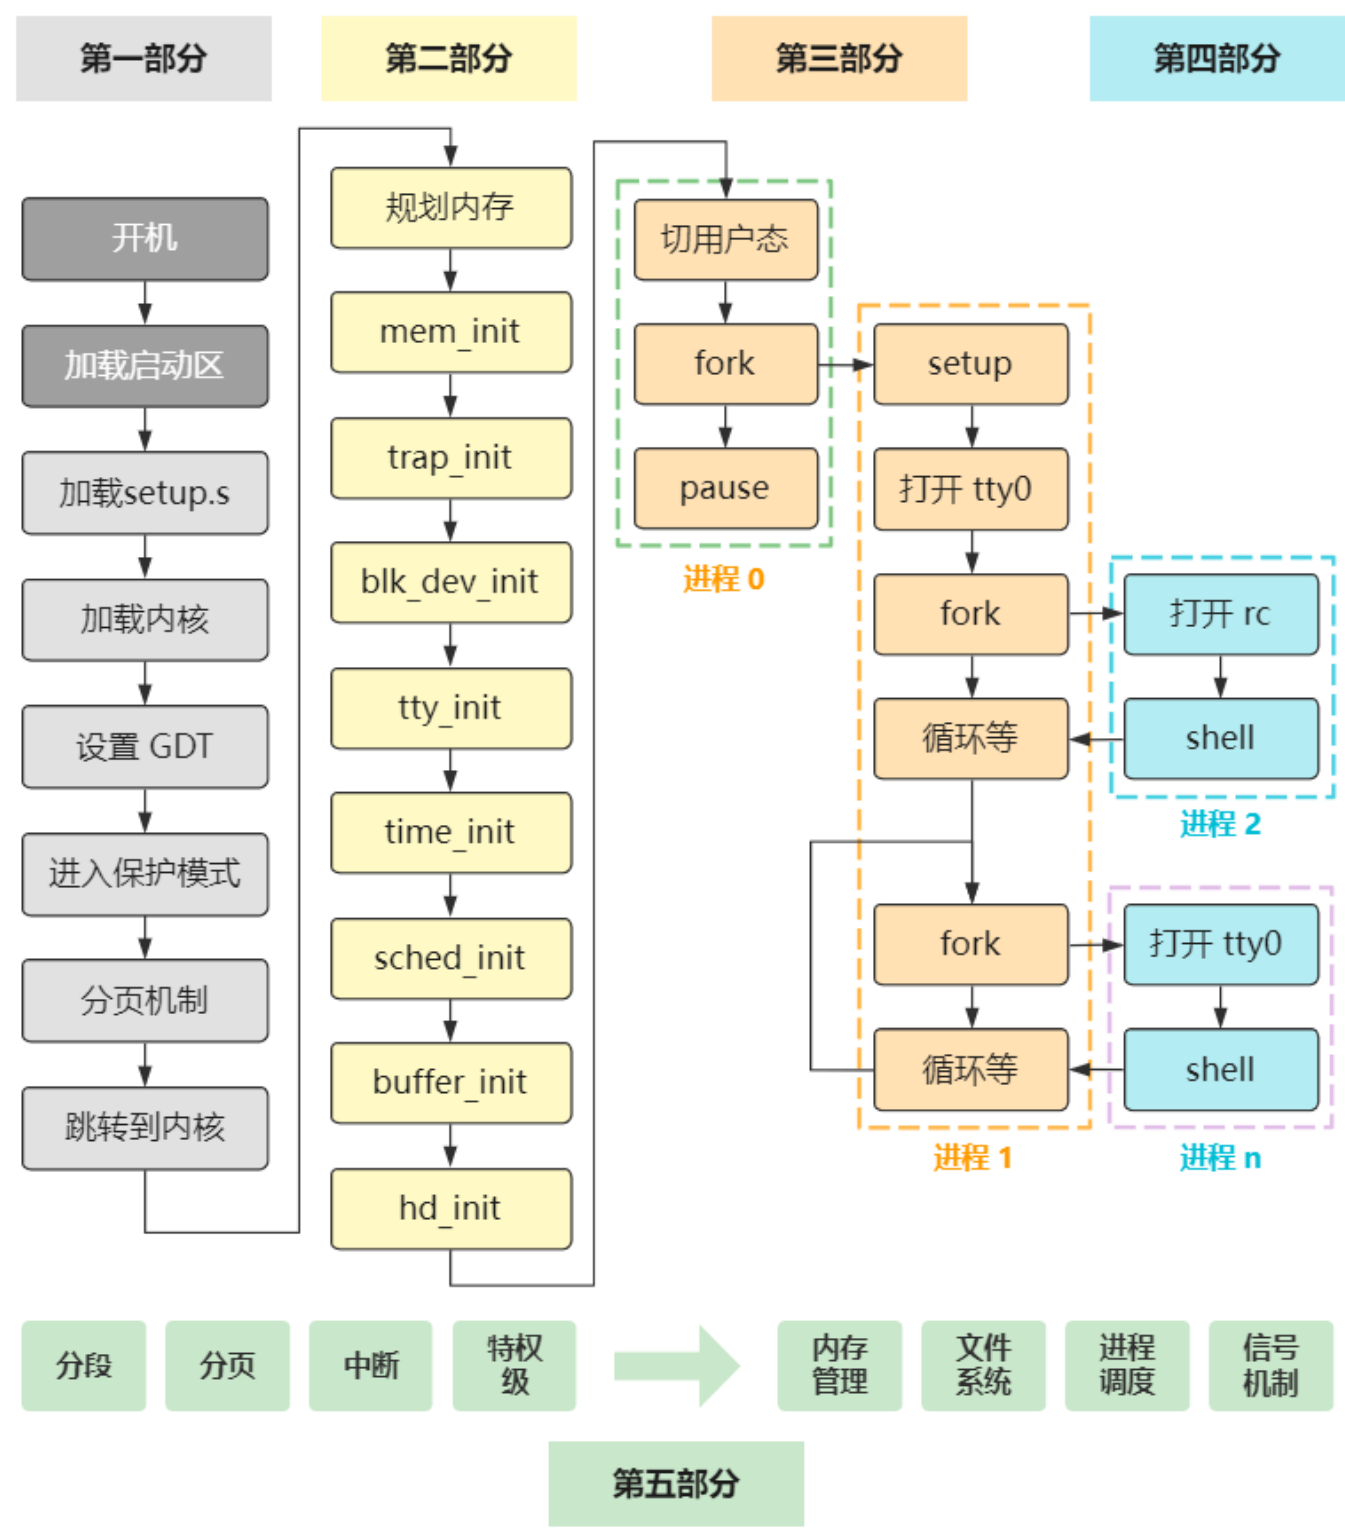 第一部分
第二部分
第三部分
第四部分
开机
加载启动区
加载setup.s
加载内核
设置 GDT
进入保护模式
分页机制
跳转到内核
规划内存
mem_init
trap_init
blk_dev_init
tty_init
time_init
sched_init
buffer_init
hd_init
切用户态
fork
pause
进程 0
setup
打开 tty0
fork
循环等
fork
循环等
进程 1
打开 rc
shell
进程 2
打开 tty0
shell
进程 n
分段
分页
中断
特权
级
内存
管理
文件
系统
进程
调度
信号
机制
第五部分